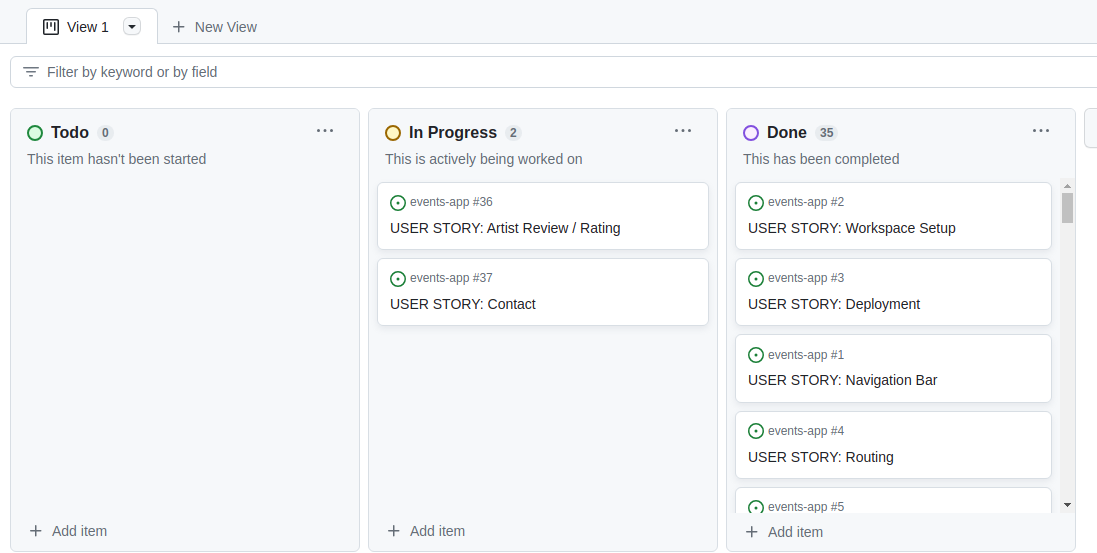 View 1
New View
Filter by keyword or by field
Todo 0
This item hasn't been started
Add item
In Progress 2
This is actively being worked on
events-app #36
USER STORY: Artist Review / Rating
events-app #37
USER STORY: Contact
Add item
Done 35
This has been completed
events-app #2
USER STORY: Workspace Setup
events-app #3
USER STORY: Deployment
events-app #1
USER STORY: Navigation Bar
events-app #4
USER STORY: Routing
events-app #5
Add item